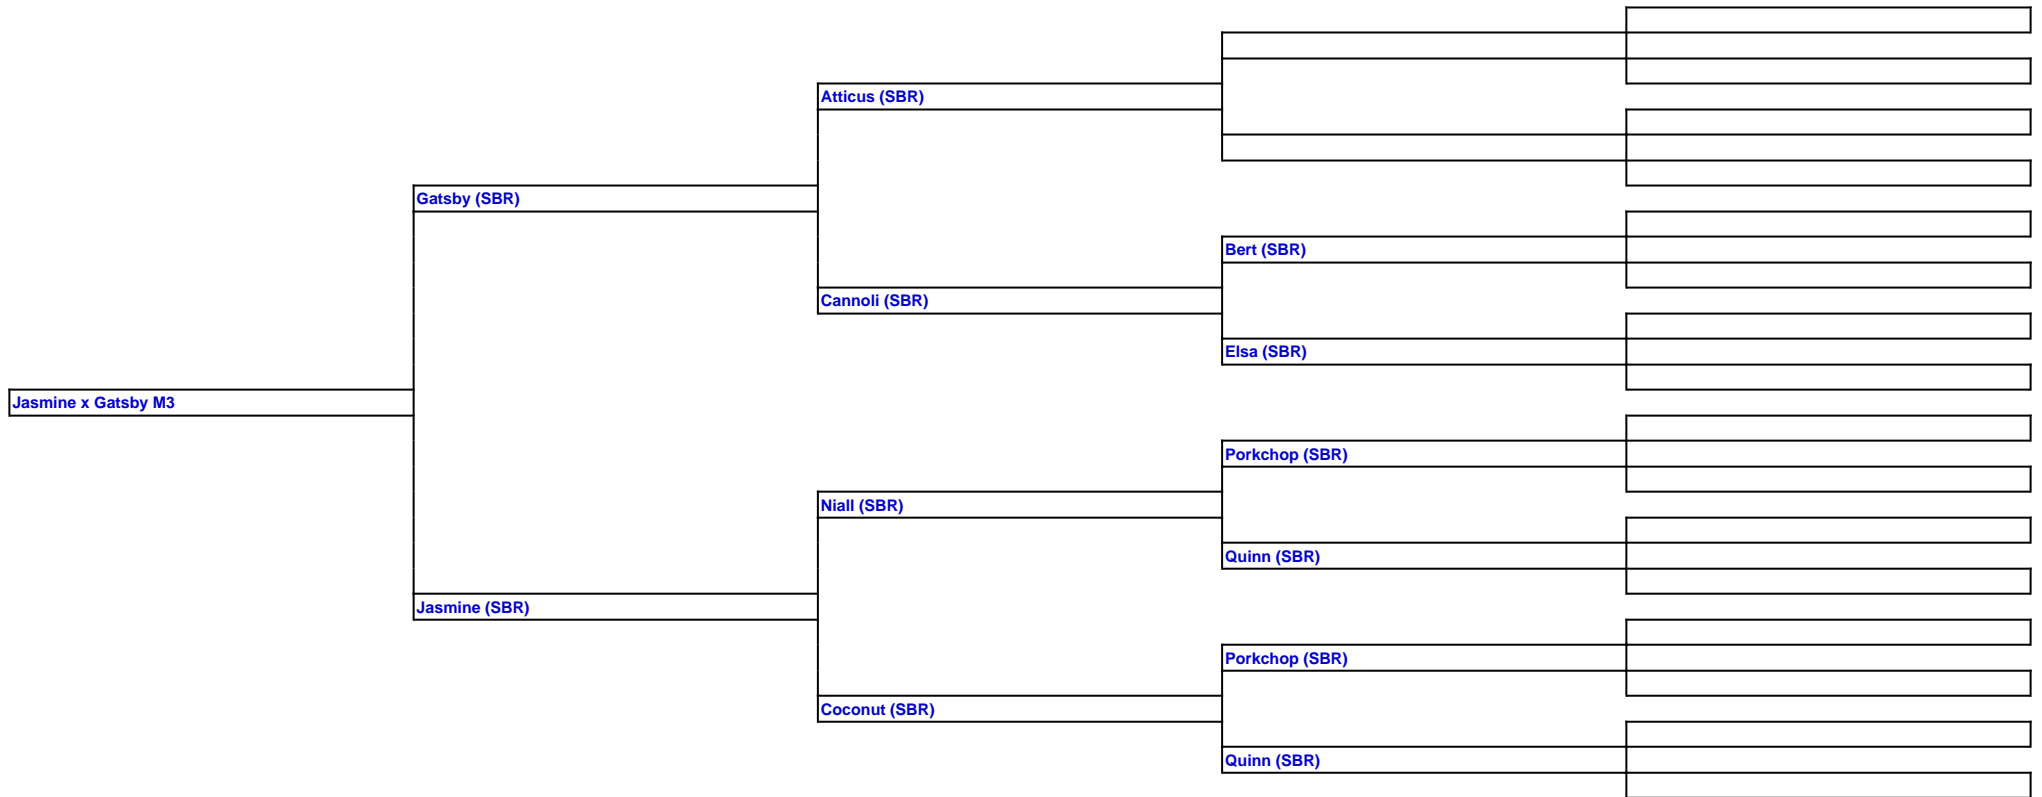 Atticus (SBR)
Gatsby (SBR)
Bert (SBR)
Cannoli (SBR)
Elsa (SBR)
Jasmine x Gatsby M3
Porkchop (SBR)
Niall (SBR)
Quinn (SBR)
Jasmine (SBR)
Porkchop (SBR)
Coconut (SBR)
Quinn (SBR)